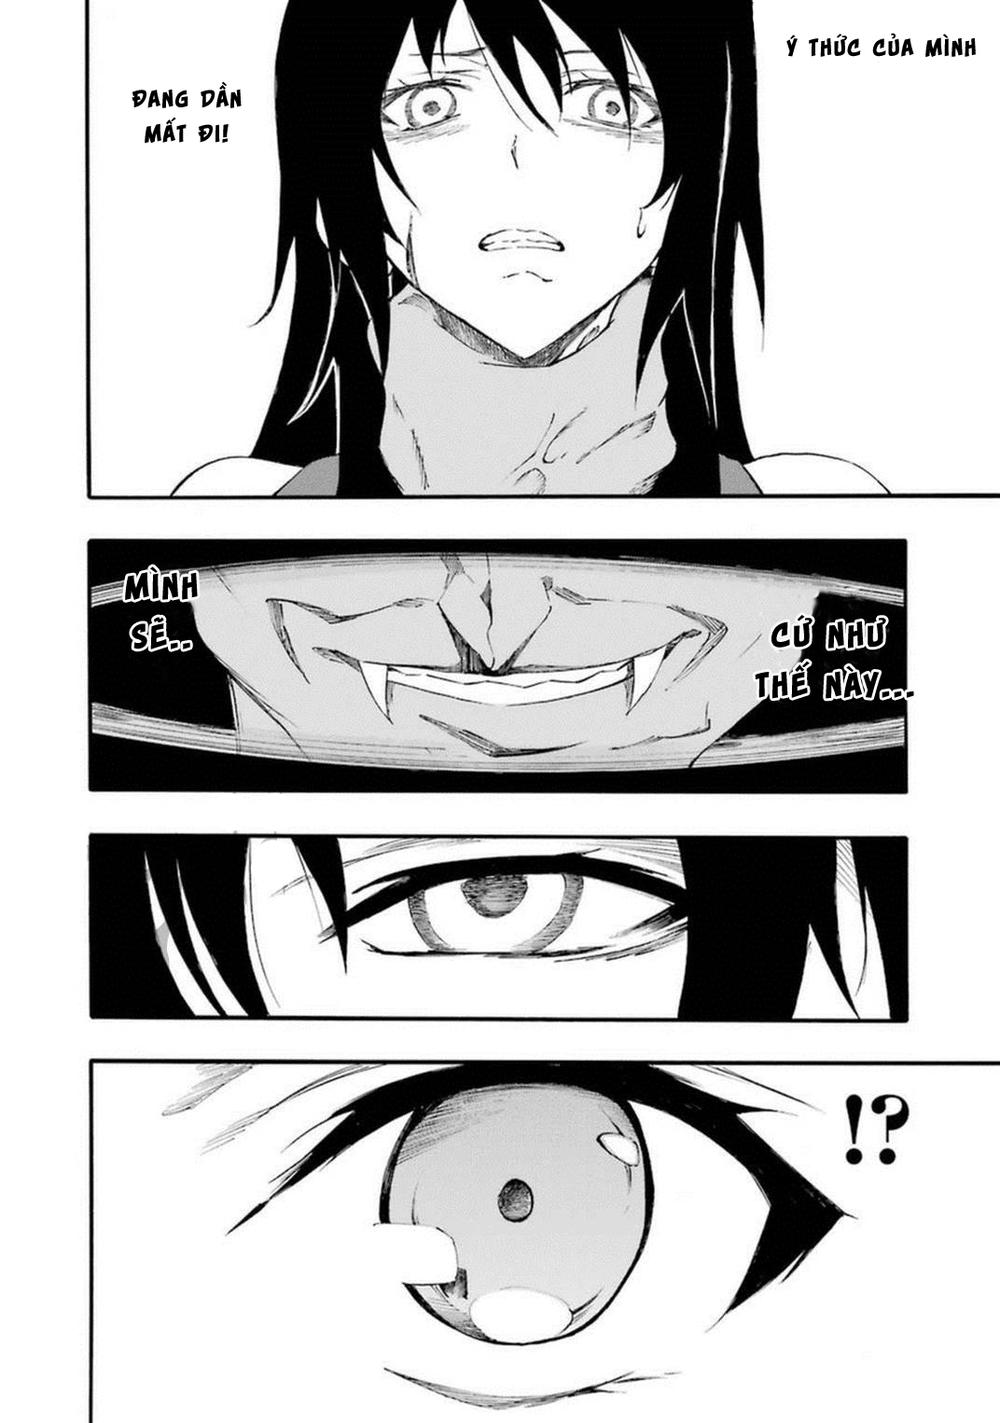 Ý THỨC CỦA MÌNH
ĐANG DẦN
MẤT ĐI!
CỨ NHƯ
THẾ NÀY...
MÌNH
SẼ..
!?